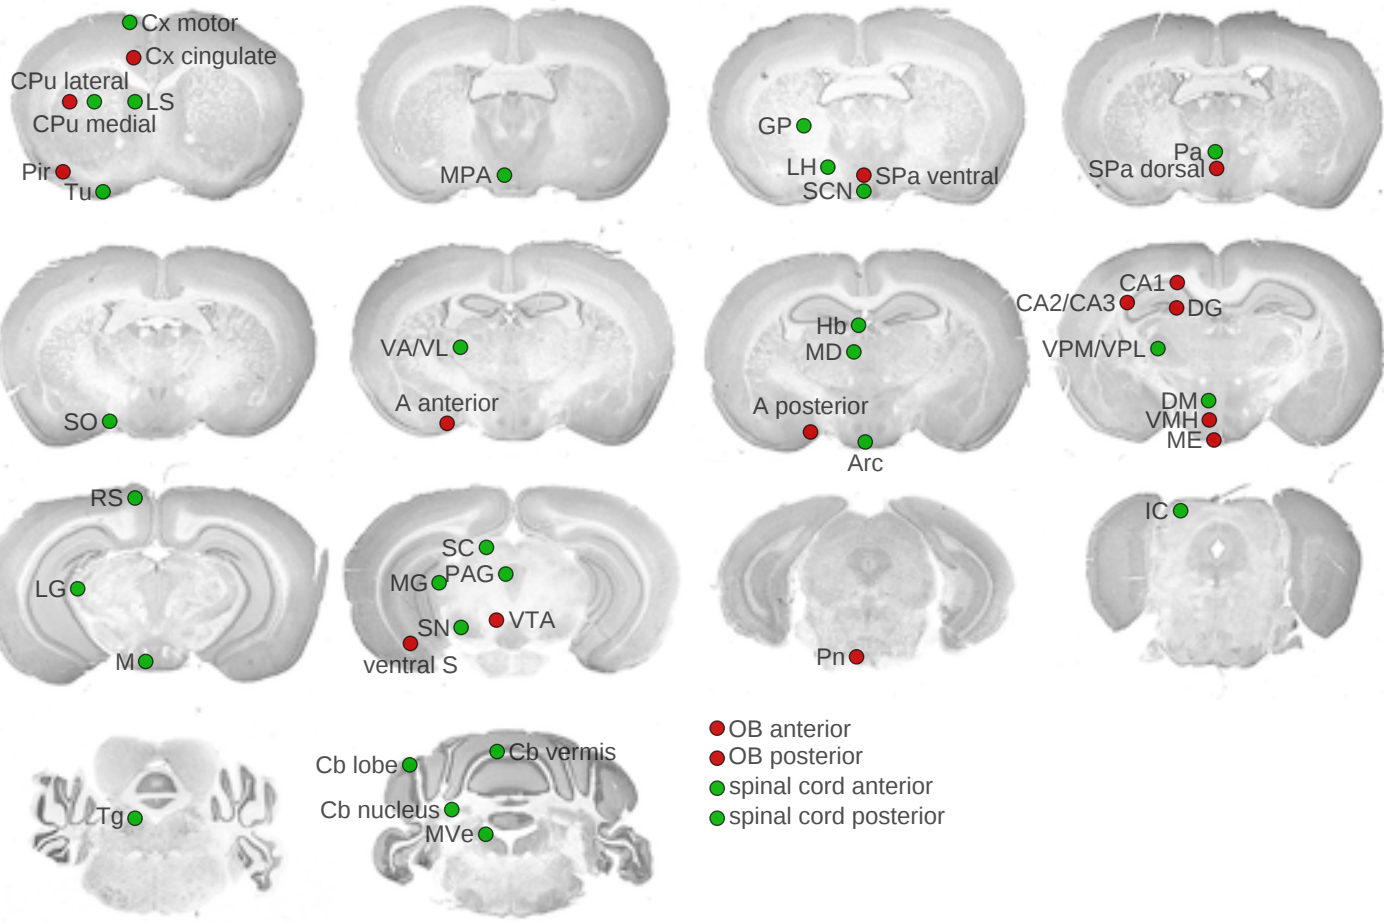 Cx motor
Cx cingulate
CPu lateral
LS
CPu medial
Pir
Tu
MPA
GP
LH
SPa ventral
SCN
Pa
SPa dorsal
SO
VA/VL
A anterior
Hb
MD
A posterior
Arc
CA1
CA2/CA3
DG
VPM/VPL
DM
VMH
ME
RS
LG
M
SC
MG
PAG
SN
VTA
ventral S
Pn
IC
Tg
Cb lobe
Cb vermis
Cb nucleus
MVe
OB anterior
OB posterior
spinal cord anterior
spinal cord posterior